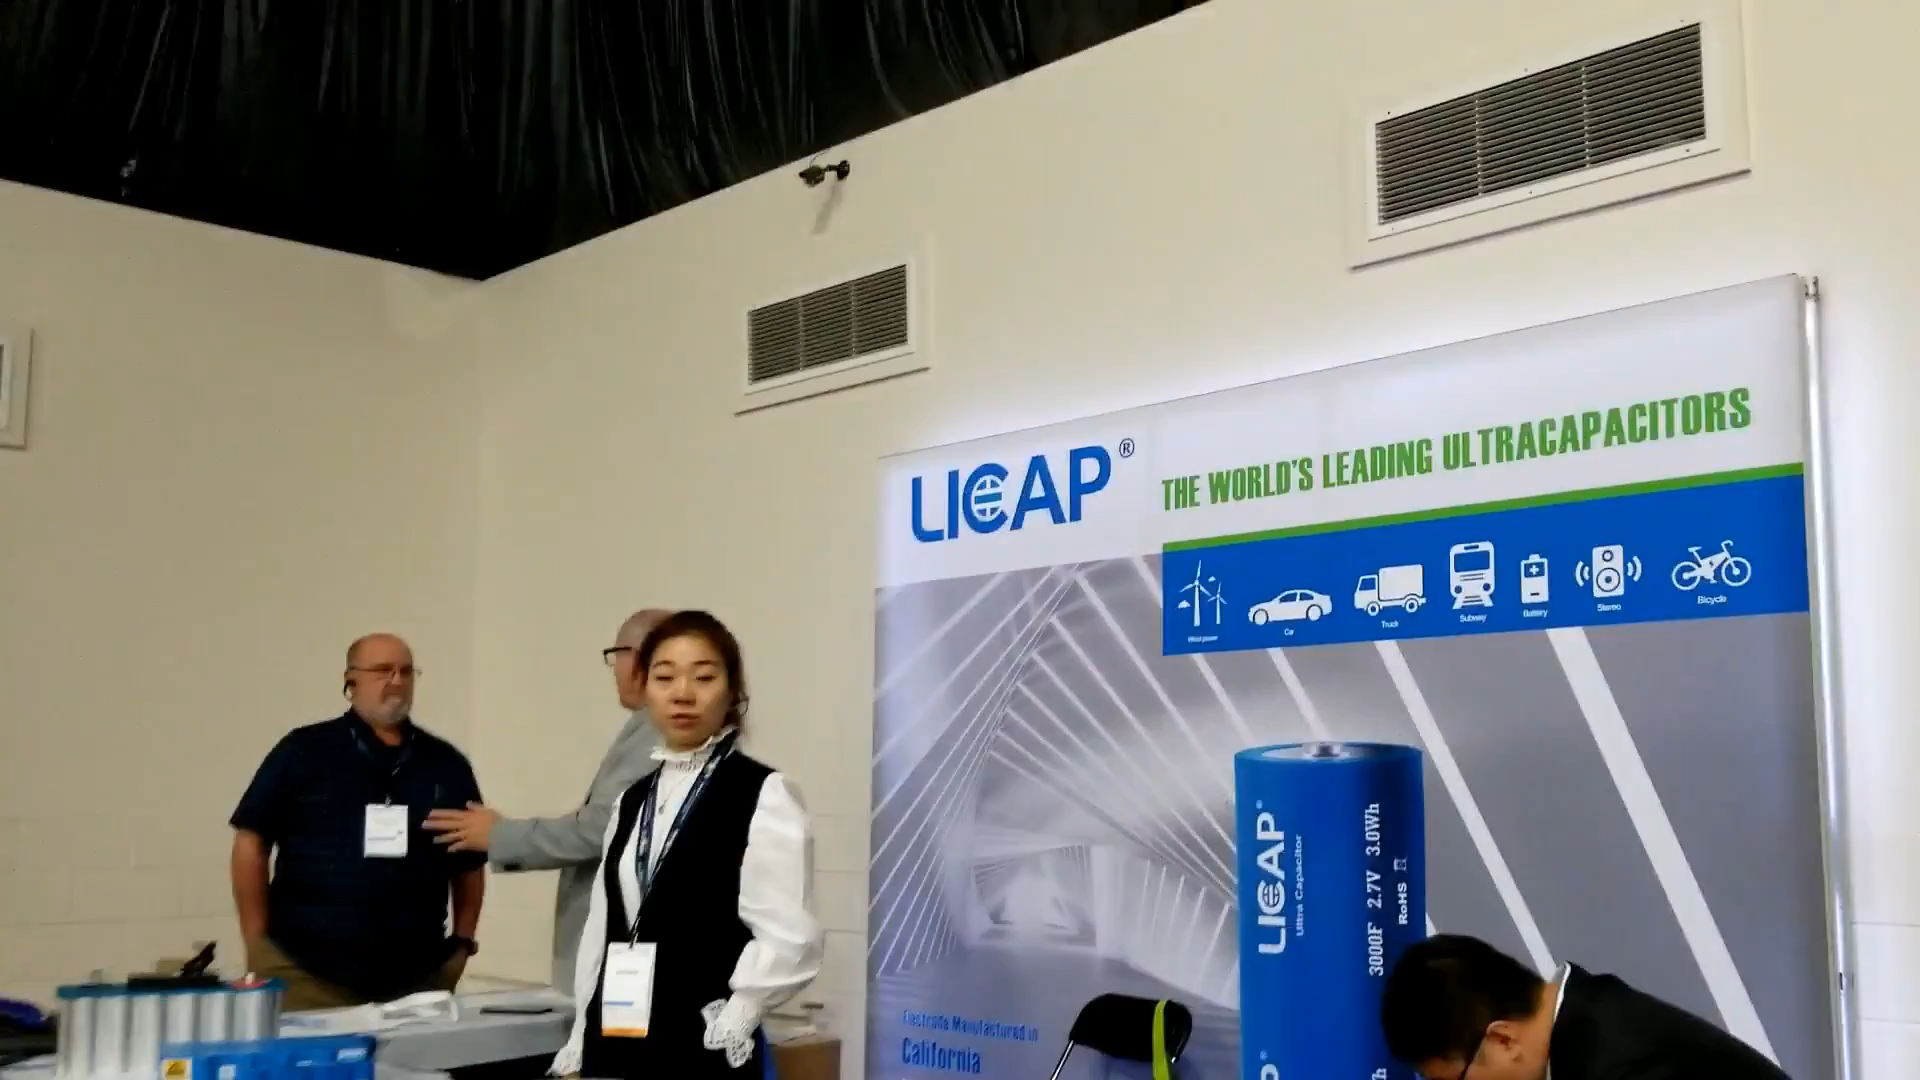 LICAP®
THE WORLD'S LEADING ULTRACAPACITORS
Wind power
Car
Truck
Subway
Battery
Stereo
Bicycle
LICAP®
Ultra Capacitor
3000F 2.7V 3.0Wh
RoHS
Electrode Manufactured in
California